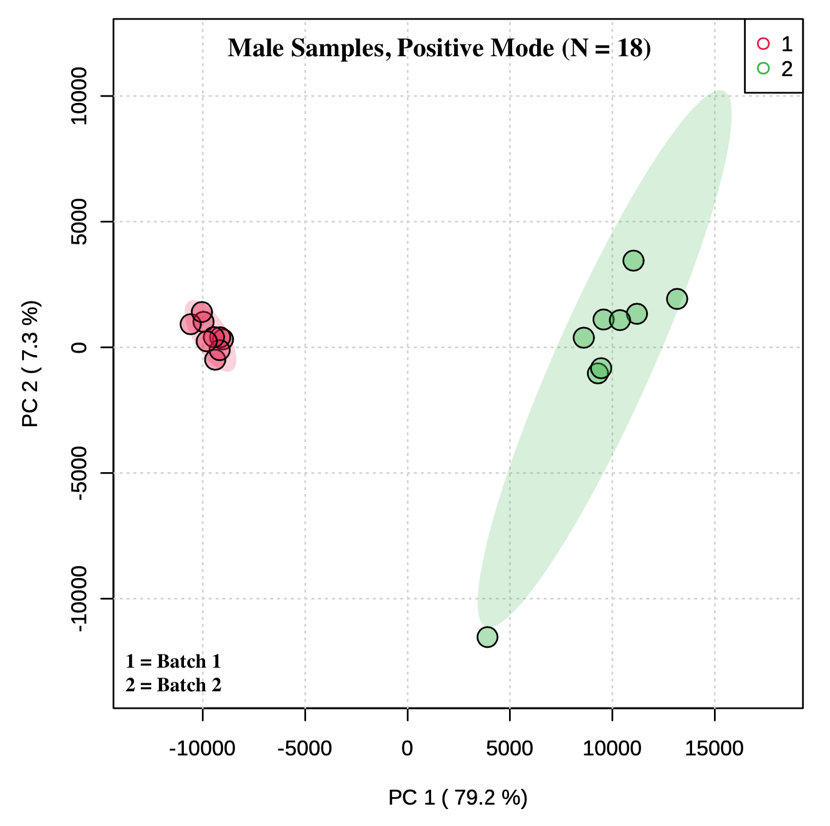 Male Samples, Positive Mode (N = 18)
1
2
10000
5000
0
-5000
-10000
PC 2 ( 7.3 %)
1 = Batch 1
2 = Batch 2
-10000
-5000
0
5000
10000
15000
PC 1 ( 79.2 %)